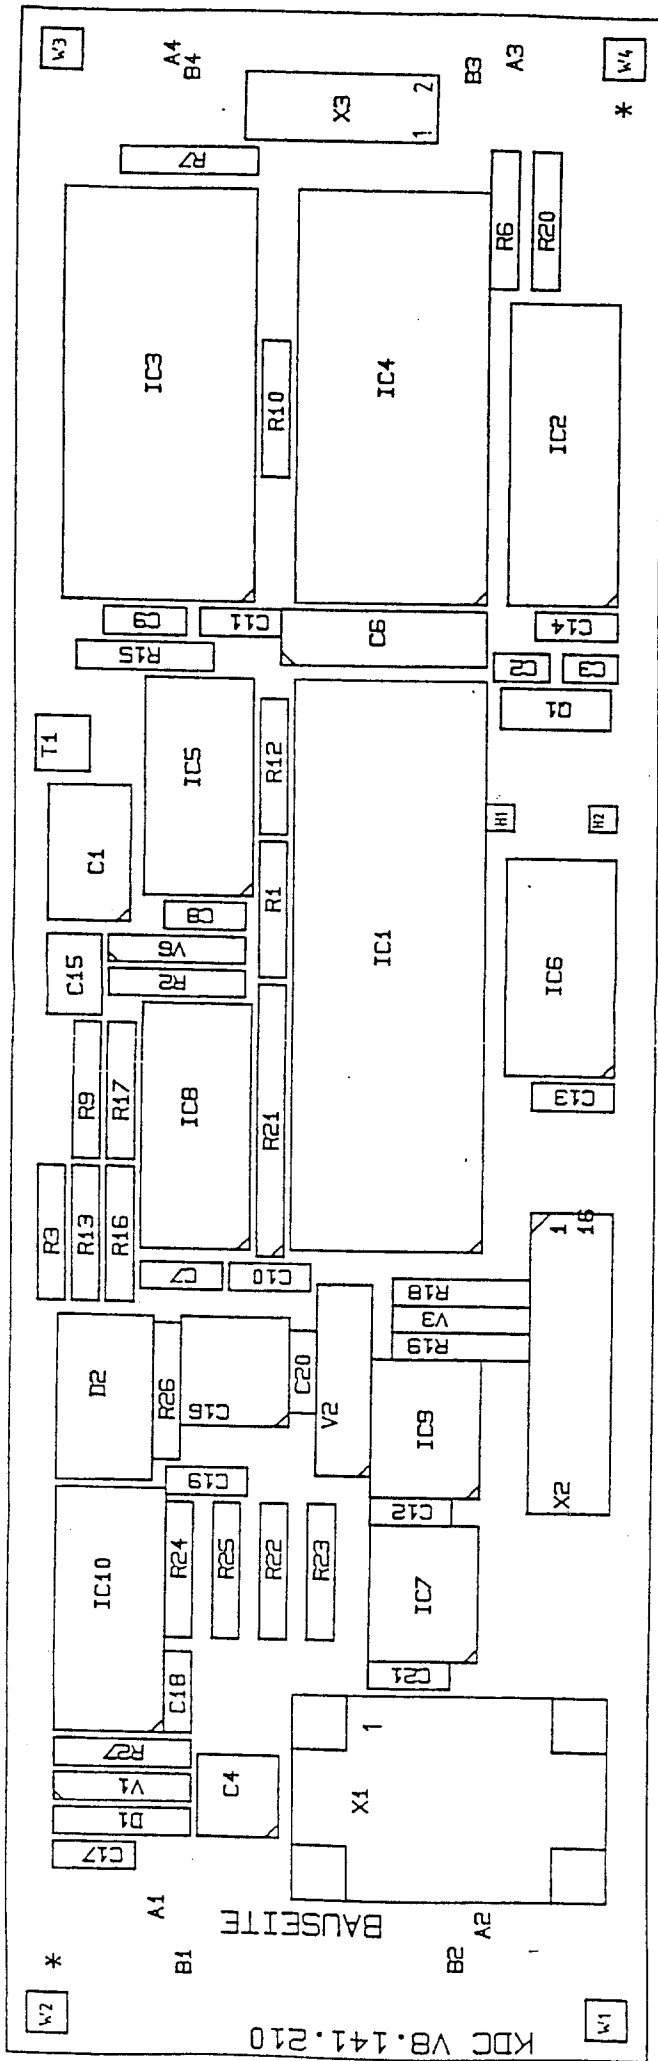 W3
A4
B4
X3
1 2
B3
A3
W4
*
R7
IC3
R10
IC4
R6
R20
IC2
C9
C11
C6
C14
R15
C2
C3
Q1
T1
IC5
R12
H1
H2
C1
R1
C8
V6
R2
C15
IC1
IC6
C13
R9
R17
IC8
R21
R3
R13
R16
C7
C10
1
16
X2
R18
V3
R19
D2
R26
C16
C20
V2
IC9
C19
C12
IC10
R24
R25
R22
R23
IC7
C18
C21
R27
V1
D1
C17
C4
X1
1
A1
B1
BAUSEITE
A2
B2
*
W2
W1
KDC V8.141.210